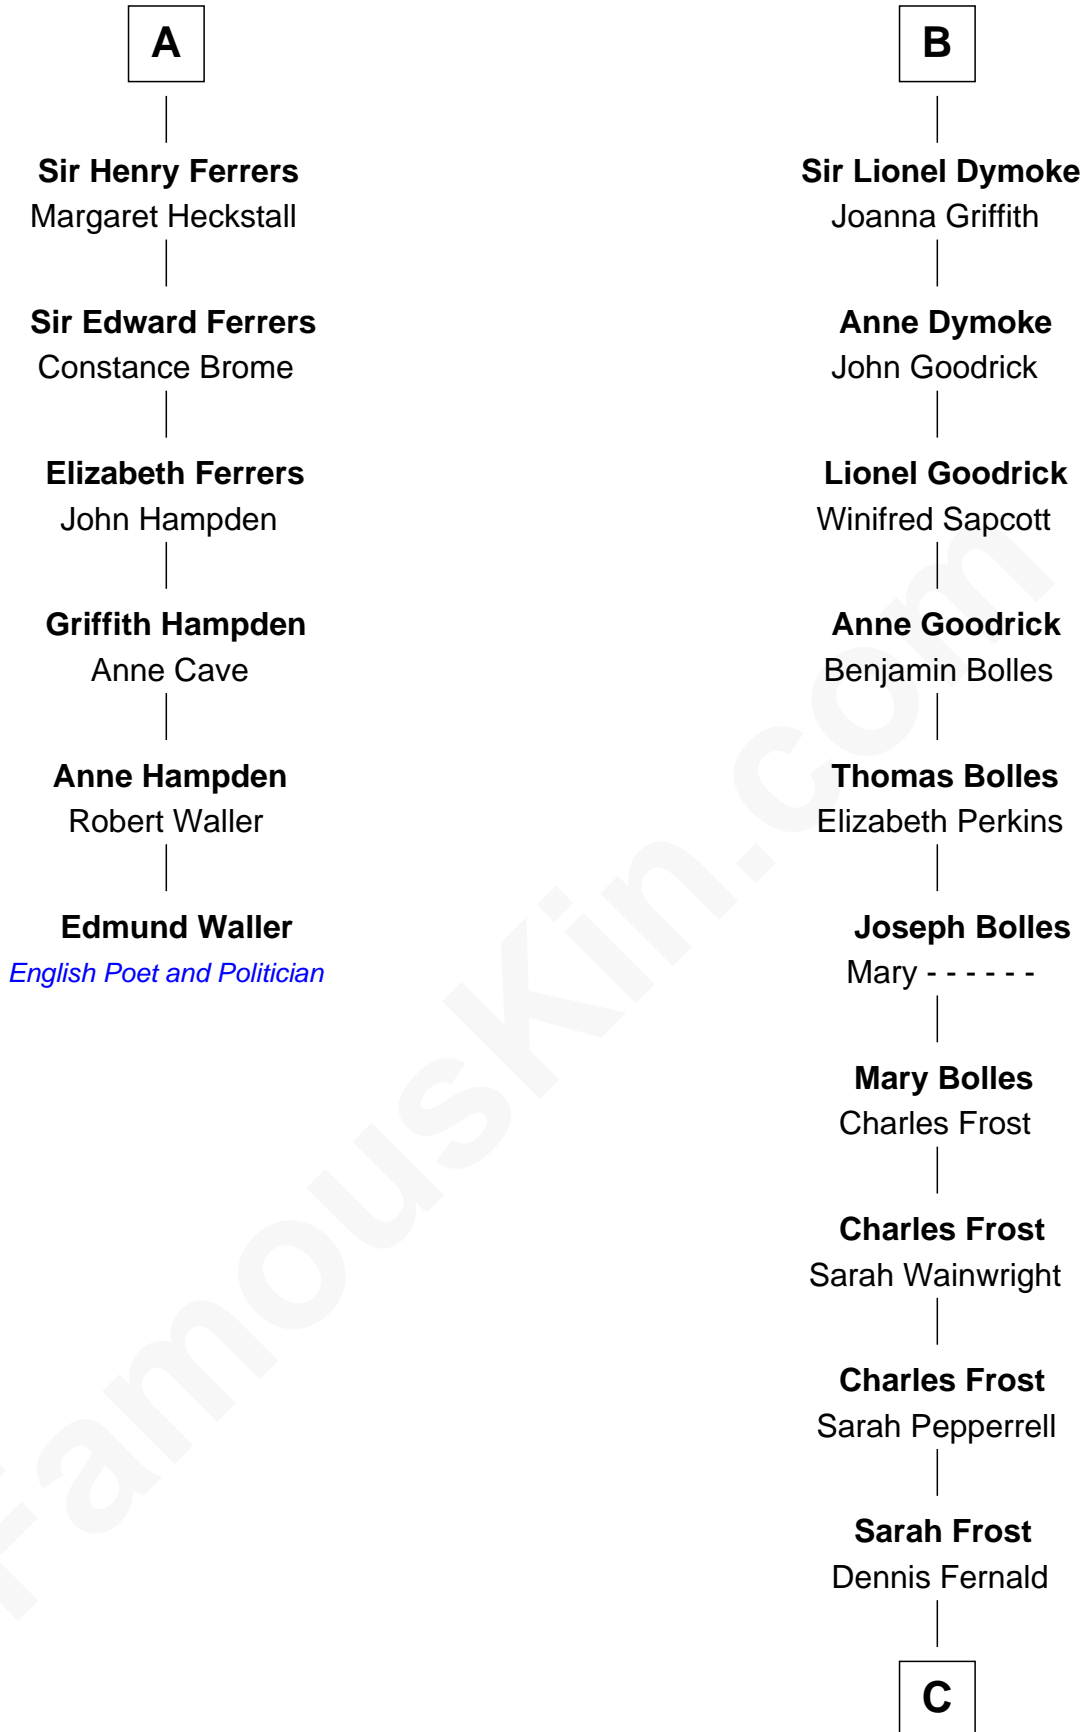 A
Sir Henry Ferrers
Margaret Heckstall
Sir Edward Ferrers
Constance Brome
Elizabeth Ferrers
John Hampden
Griffith Hampden
Anne Cave
Anne Hampden
Robert Waller
Edmund Waller
English Poet and Politician
B
Sir Lionel Dymoke
Joanna Griffith
Anne Dymoke
John Goodrick
Lionel Goodrick
Winifred Sapcott
Anne Goodrick
Benjamin Bolles
Thomas Bolles
Elizabeth Perkins
Joseph Bolles
Mary - - - - - -
Mary Bolles
Charles Frost
Charles Frost
Sarah Wainwright
Charles Frost
Sarah Pepperrell
Sarah Frost
Dennis Fernald
C
FamousKin.com